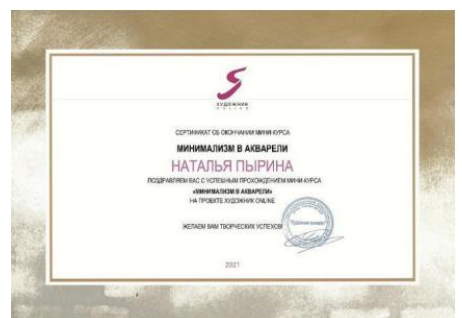 ХУДОЖНИК
ONLINE
СЕРТИФИКАТ ОБ ОКОНЧАНИИ МИНИ-КУРСА
МИНИМАЛИЗМ В АКВАРЕЛИ
НАТАЛЬЯ ПЫРИНА
ПОЗДРАВЛЯЕМ ВАС С УСПЕШНЫМ ПРОХОЖДЕНИЕМ МИНИ-КУРСА
«МИНИМАЛИЗМ В АКВАРЕЛИ»
НА ПРОЕКТЕ ХУДОЖНИК ONLINE
ЖЕЛАЕМ ВАМ ТВОРЧЕСКИХ УСПЕХОВ!
2021